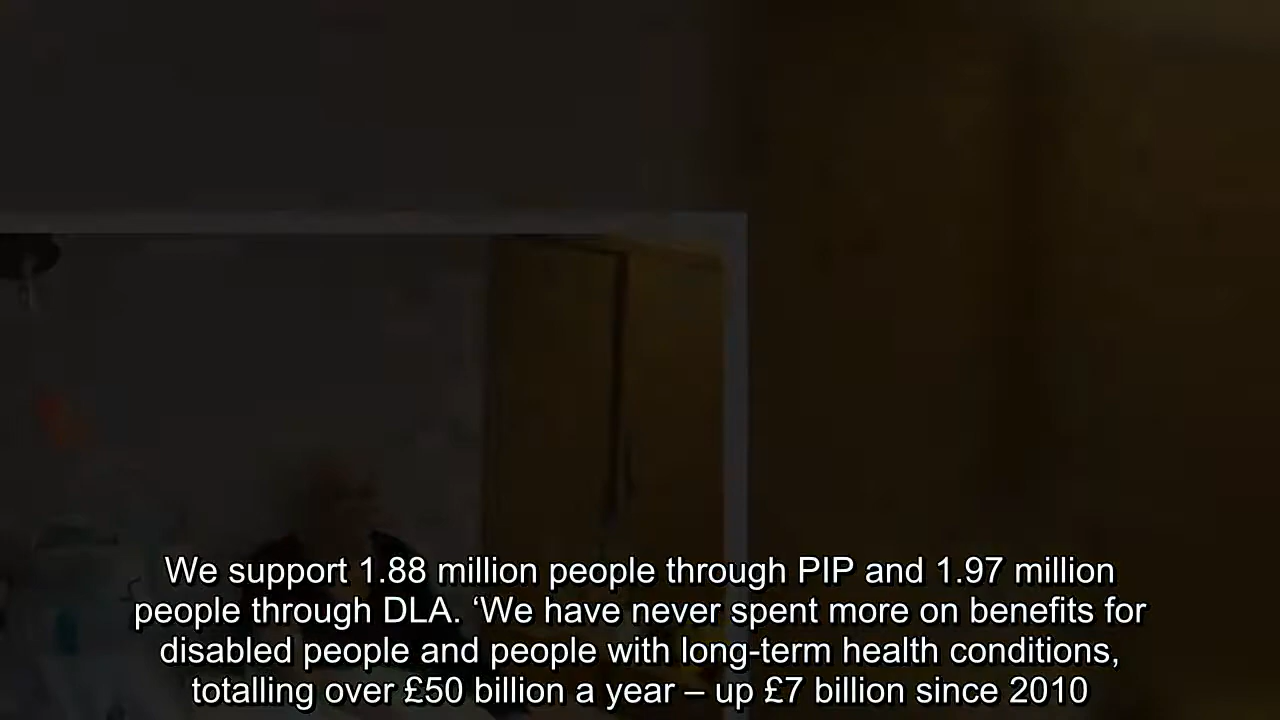 We support 1.88 million people through PIP and 1.97 million
people through DLA. ‘We have never spent more on benefits for
disabled people and people with long-term health conditions,
totalling over £50 billion a year – up £7 billion since 2010